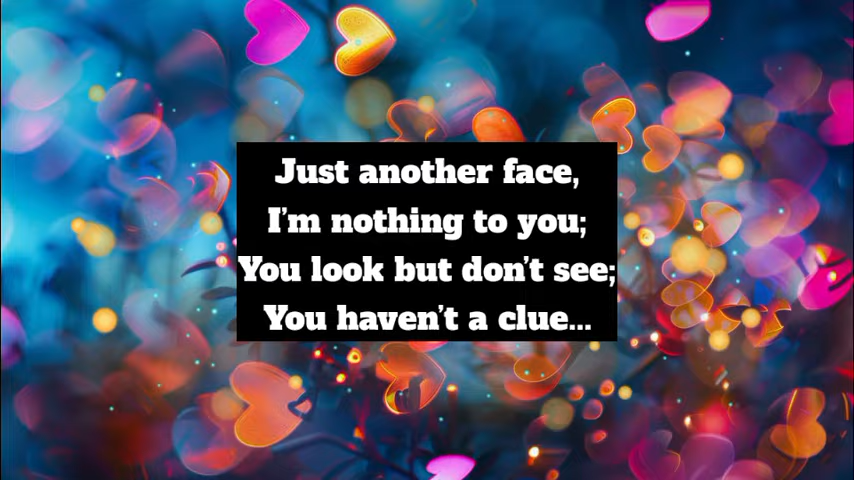 Just another face,
I'm nothing to you;
You look but don't see;
You haven't a clue...